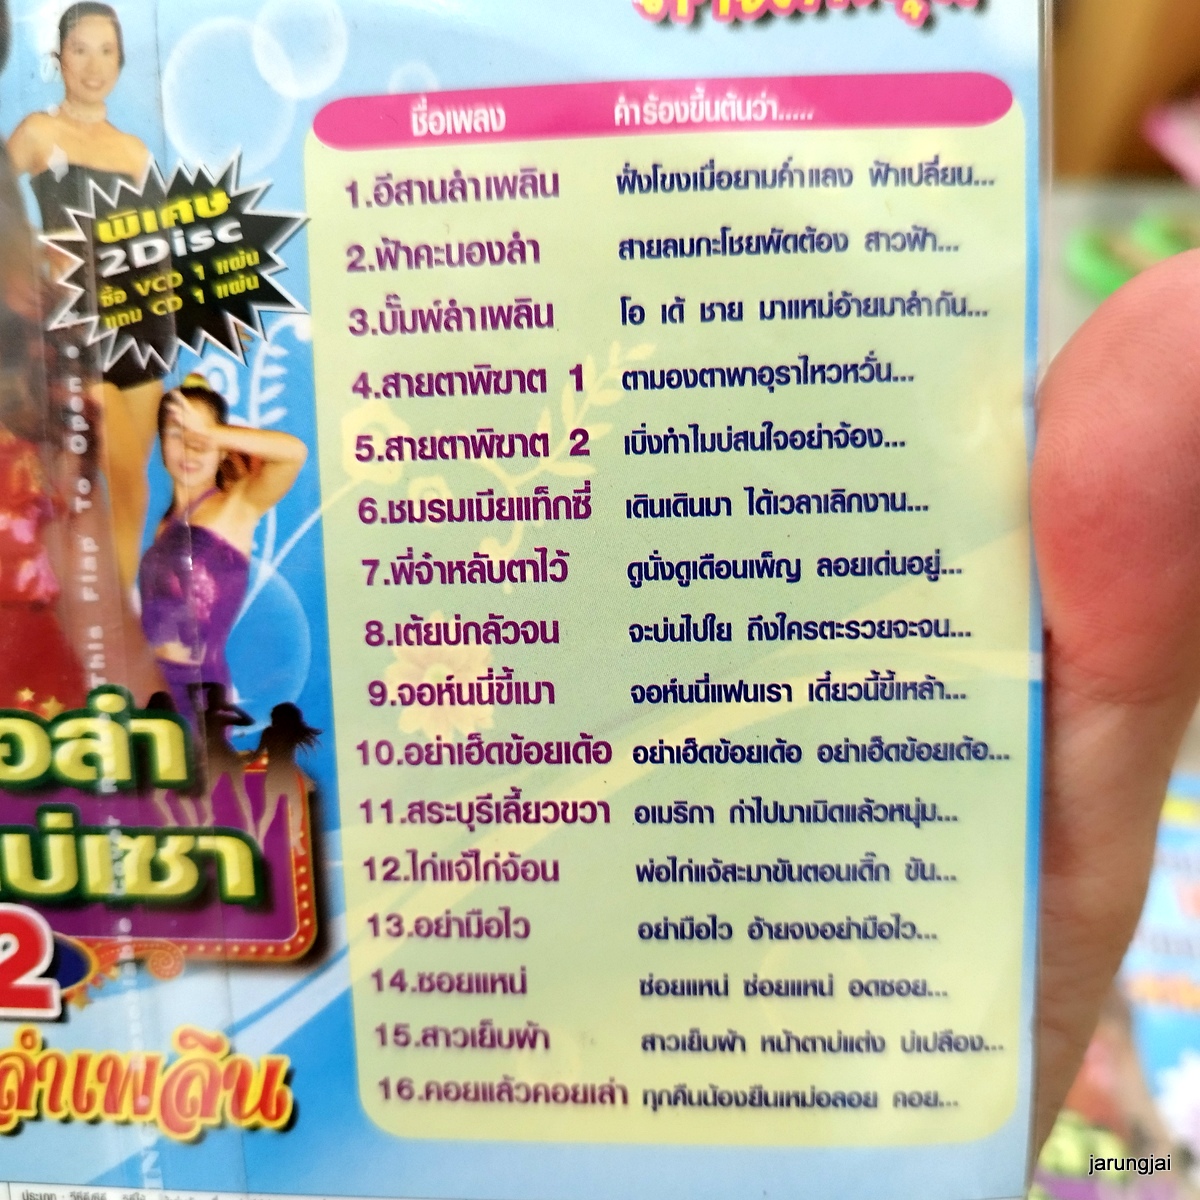 ชื่อเพลง คำร้องขึ้นต้นว่า.....
1.อีสานลำเพลิน ฝั่งโขงเมื่อยามค่ำแลง ฟ้าเปลี่ยน...
2.ฟ้าคะนองลำ สายลมกะโชยพัดต้อง สาวฟ้า...
3.บั๊มพ์ลำเพลิน โอ เด้ ชาย มาแหม่อ้ายมาลำกัน...
4.สายตาพิฆาต 1 ตามองตาพาอุราไหวหวั่น...
5.สายตาพิฆาต 2 เบิ่งทำไมบ่สนใจอย่าจ้อง...
6.ชมรมเมียแท็กซี่ เดินเดินมา ได้เวลาเลิกงาน...
7.พี่จ๋าหลับตาไว้ ดูนั่งดูเดือนเพ็ญ ลอยเด่นอยู่...
8.เต้ยบ่กลัวจน จะบ่นไปใย ถึงใครตะรวยจะจน...
9.จอห์นนี่ขี้เมา จอห์นนี่แฟนเรา เดี๋ยวนี้ขี้เหล้า...
10.อย่าเฮ็ดข้อยเด้อ อย่าเฮ็ดข้อยเด้อ อย่าเฮ็ดข้อยเด้อ...
11.สระบุรีเลี้ยวขวา อเมริกา ก่ำไปมาเมิดแล้วหนุ่ม...
12.ไก่แจ้ไก่จ้อน พ่อไก่แจ้สะมาขันตอนเดิ๊ก ขัน...
13.อย่ามือไว อย่ามือไว อ้ายจงอย่ามือไว...
14.ซอยแหน่ ซ่อยแหน่ ซ่อยแหน่ อดซอย...
15.สาวเย็บผ้า สาวเย็บผ้า หน้าตาบ่แต่ง บ่เปลือง...
16.คอยแล้วคอยเล่า ทุกคืนน้องยืนเหม่อลอย คอย...
พิเศษ
2Disc
ซื้อ VCD 1 แผ่น
แถม CD 1 แผ่น
This Flap To Open
อลำ
บ่เซา
2
ลำเพลิน
jarungjai